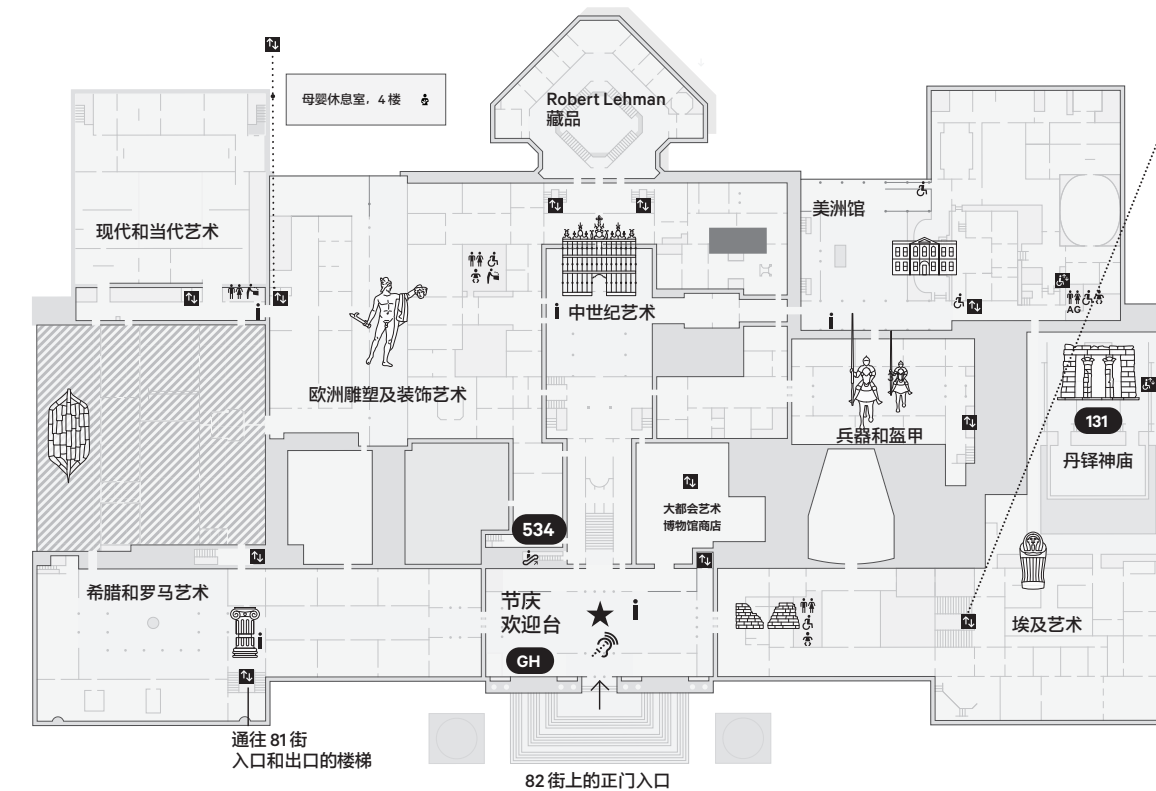 母婴休息室，4 楼
Robert Lehman
藏品
现代和当代艺术
美洲馆
中世纪艺术
AG
欧洲雕塑及装饰艺术
兵器和盔甲
131
丹铎神庙
大都会艺术
博物馆商店
534
希腊和罗马艺术
节庆
欢迎台
GH
埃及艺术
通往 81 街
入口和出口的楼梯
82 街上的正门入口